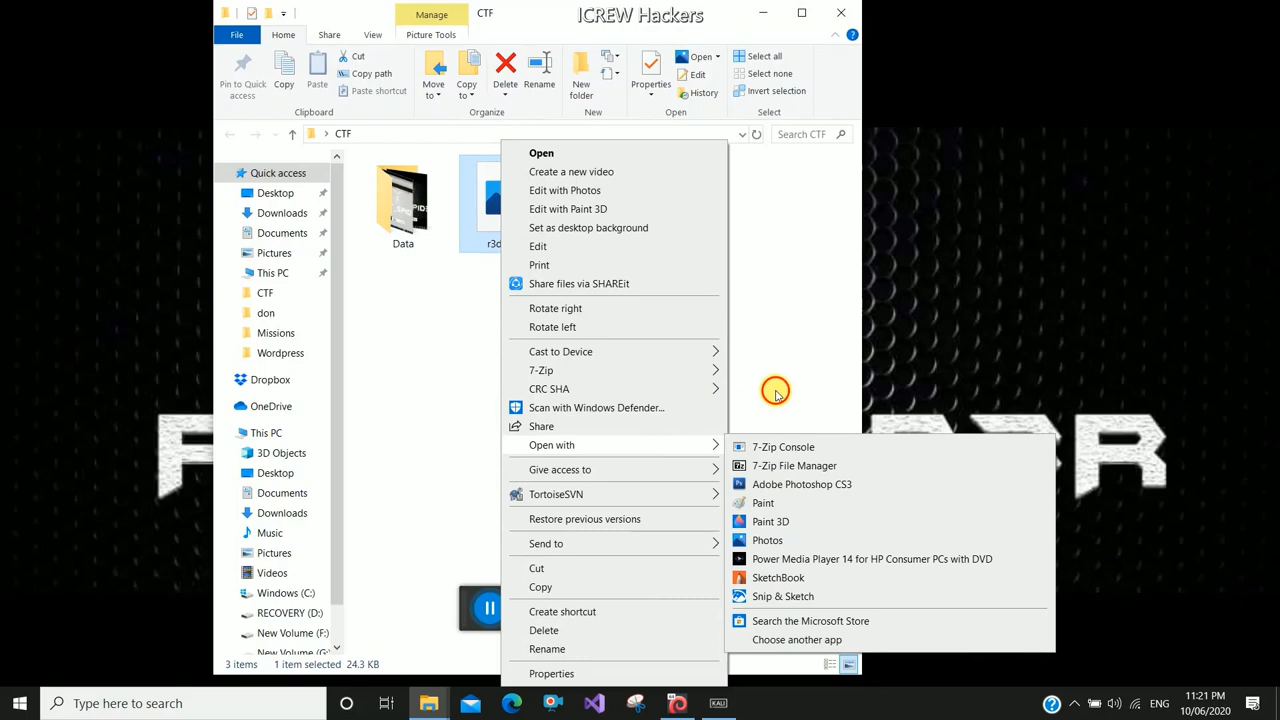 Manage CTF ICREW Hackers
File Home Share View Picture Tools
Pin to Quick access
Copy
Paste
Cut
Copy path
Paste shortcut
Clipboard
Move to
Copy to
Delete
Rename
Organize
New folder
New
Properties
Open
Edit
History
Open
Select all
Select none
Invert selection
Select
CTF
Search CTF
Quick access
Desktop
Downloads
Documents
Pictures
This PC
CTF
don
Missions
Wordpress
Dropbox
OneDrive
This PC
3D Objects
Desktop
Documents
Downloads
Music
Pictures
Videos
Windows (C:)
RECOVERY (D:)
New Volume (F:)
Data
r3d
Open
Create a new video
Edit with Photos
Edit with Paint 3D
Set as desktop background
Edit
Print
Share files via SHAREit
Rotate right
Rotate left
Cast to Device
7-Zip
CRC SHA
Scan with Windows Defender...
Share
Open with
Give access to
TortoiseSVN
Restore previous versions
Send to
Cut
Copy
Create shortcut
Delete
Rename
Properties
7-Zip Console
7-Zip File Manager
Adobe Photoshop CS3
Paint
Paint 3D
Photos
Power Media Player 14 for HP Consumer PCs with DVD
SketchBook
Snip & Sketch
Search the Microsoft Store
Choose another app
3 items 1 item selected 24.3 KB
Type here to search
KALI
ENG
11:21 PM
10/06/2020